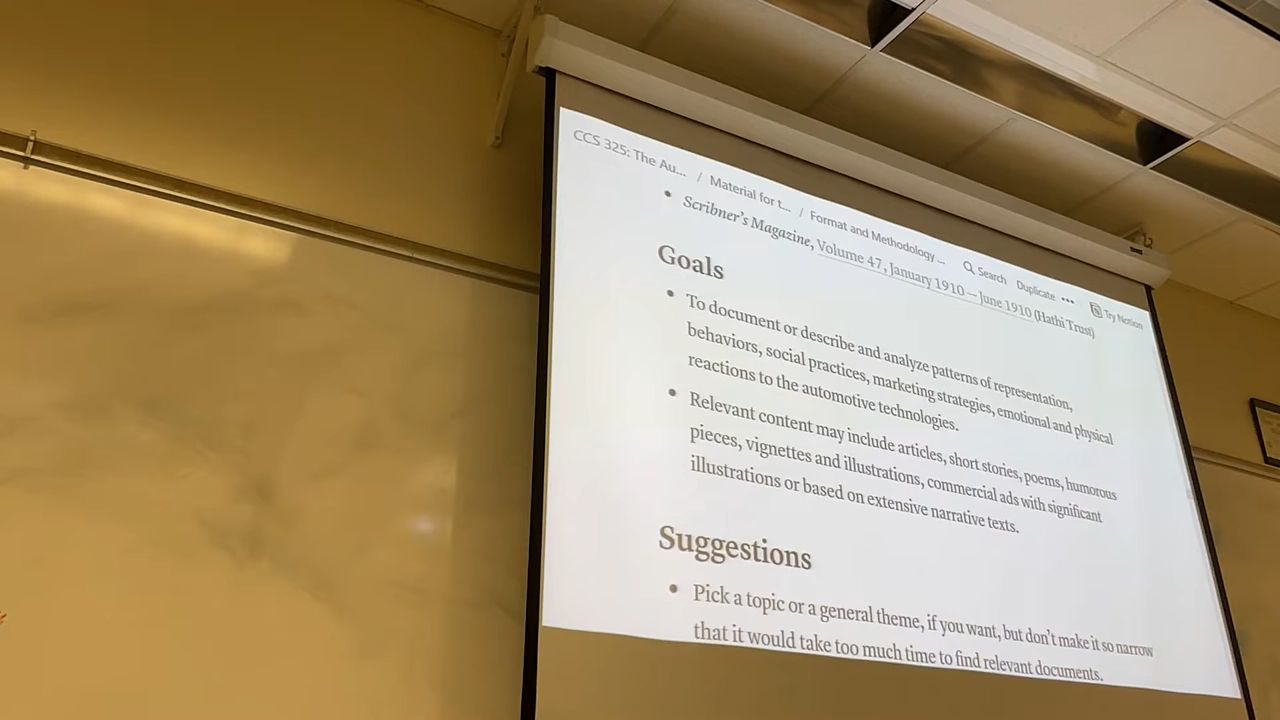 CCS 325: The Au... / Material for t... / Format and Methodology ...
Search Duplicate ••• Try Notion
• Scribner's Magazine, Volume 47, January 1910 — June 1910 (Hathi Trust)
Goals
• To document or describe and analyze patterns of representation,
behaviors, social practices, marketing strategies, emotional and physical
reactions to the automotive technologies.
• Relevant content may include articles, short stories, poems, humorous
pieces, vignettes and illustrations, commercial ads with significant
illustrations or based on extensive narrative texts.
Suggestions
• Pick a topic or a general theme, if you want, but don't make it so narrow
that it would take too much time to find relevant documents.